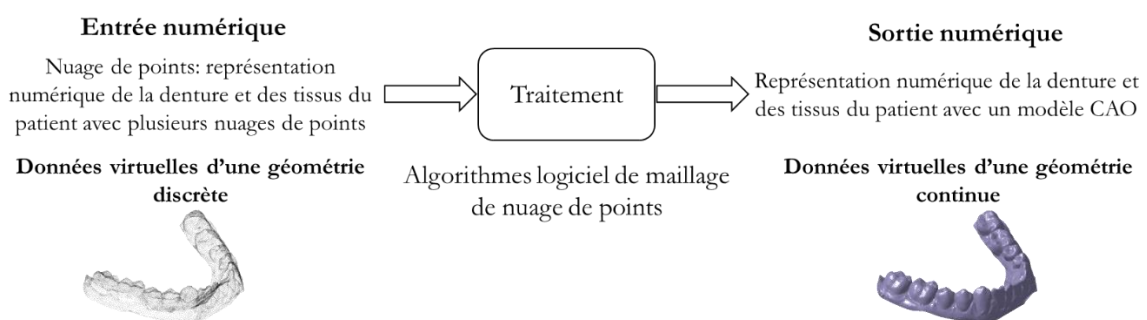 Entrée numérique
Nuage de points: représentation
numérique de la denture et des tissus du
patient avec plusieurs nuages de points
Données virtuelles d’une géométrie
discrète
Traitement
Algorithmes logiciel de maillage
de nuage de points
Sortie numérique
Représentation numérique de la denture et
des tissus du patient avec un modèle CAO
Données virtuelles d’une géométrie
continue